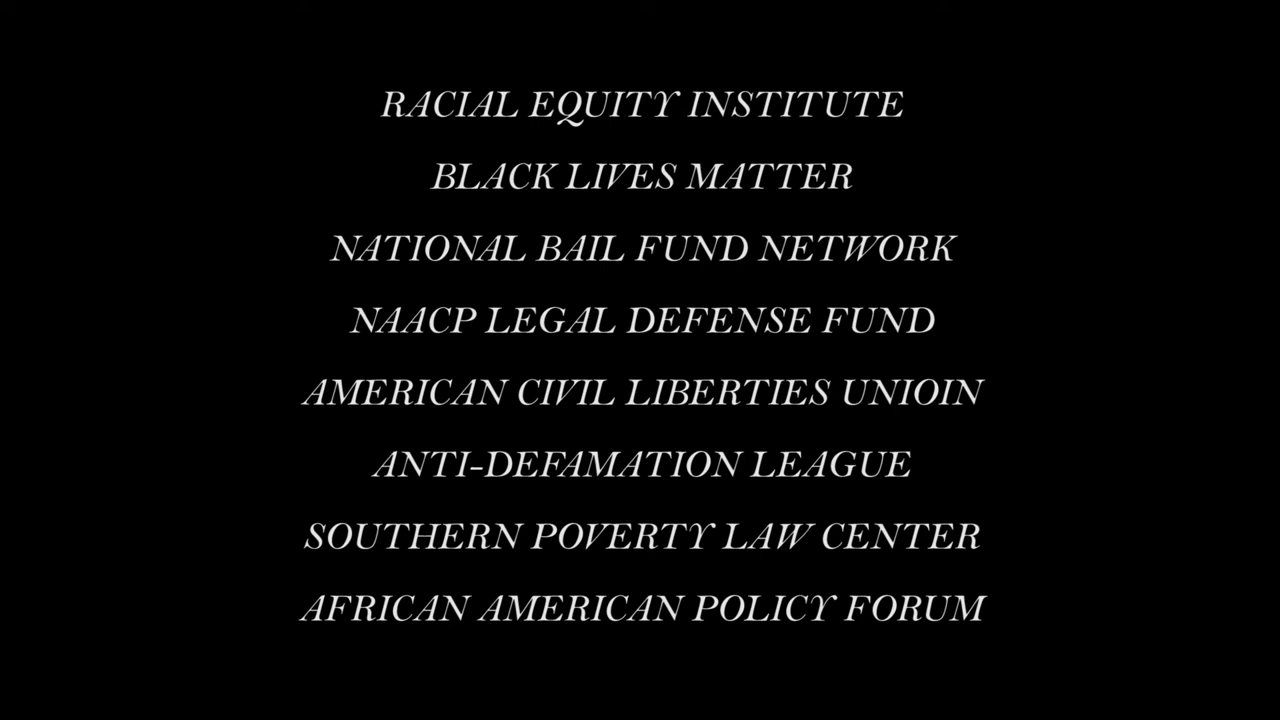 RACIAL EQUITY INSTITUTE
BLACK LIVES MATTER
NATIONAL BAIL FUND NETWORK
NAACP LEGAL DEFENSE FUND
AMERICAN CIVIL LIBERTIES UNIOIN
ANTI-DEFAMATION LEAGUE
SOUTHERN POVERTY LAW CENTER
AFRICAN AMERICAN POLICY FORUM